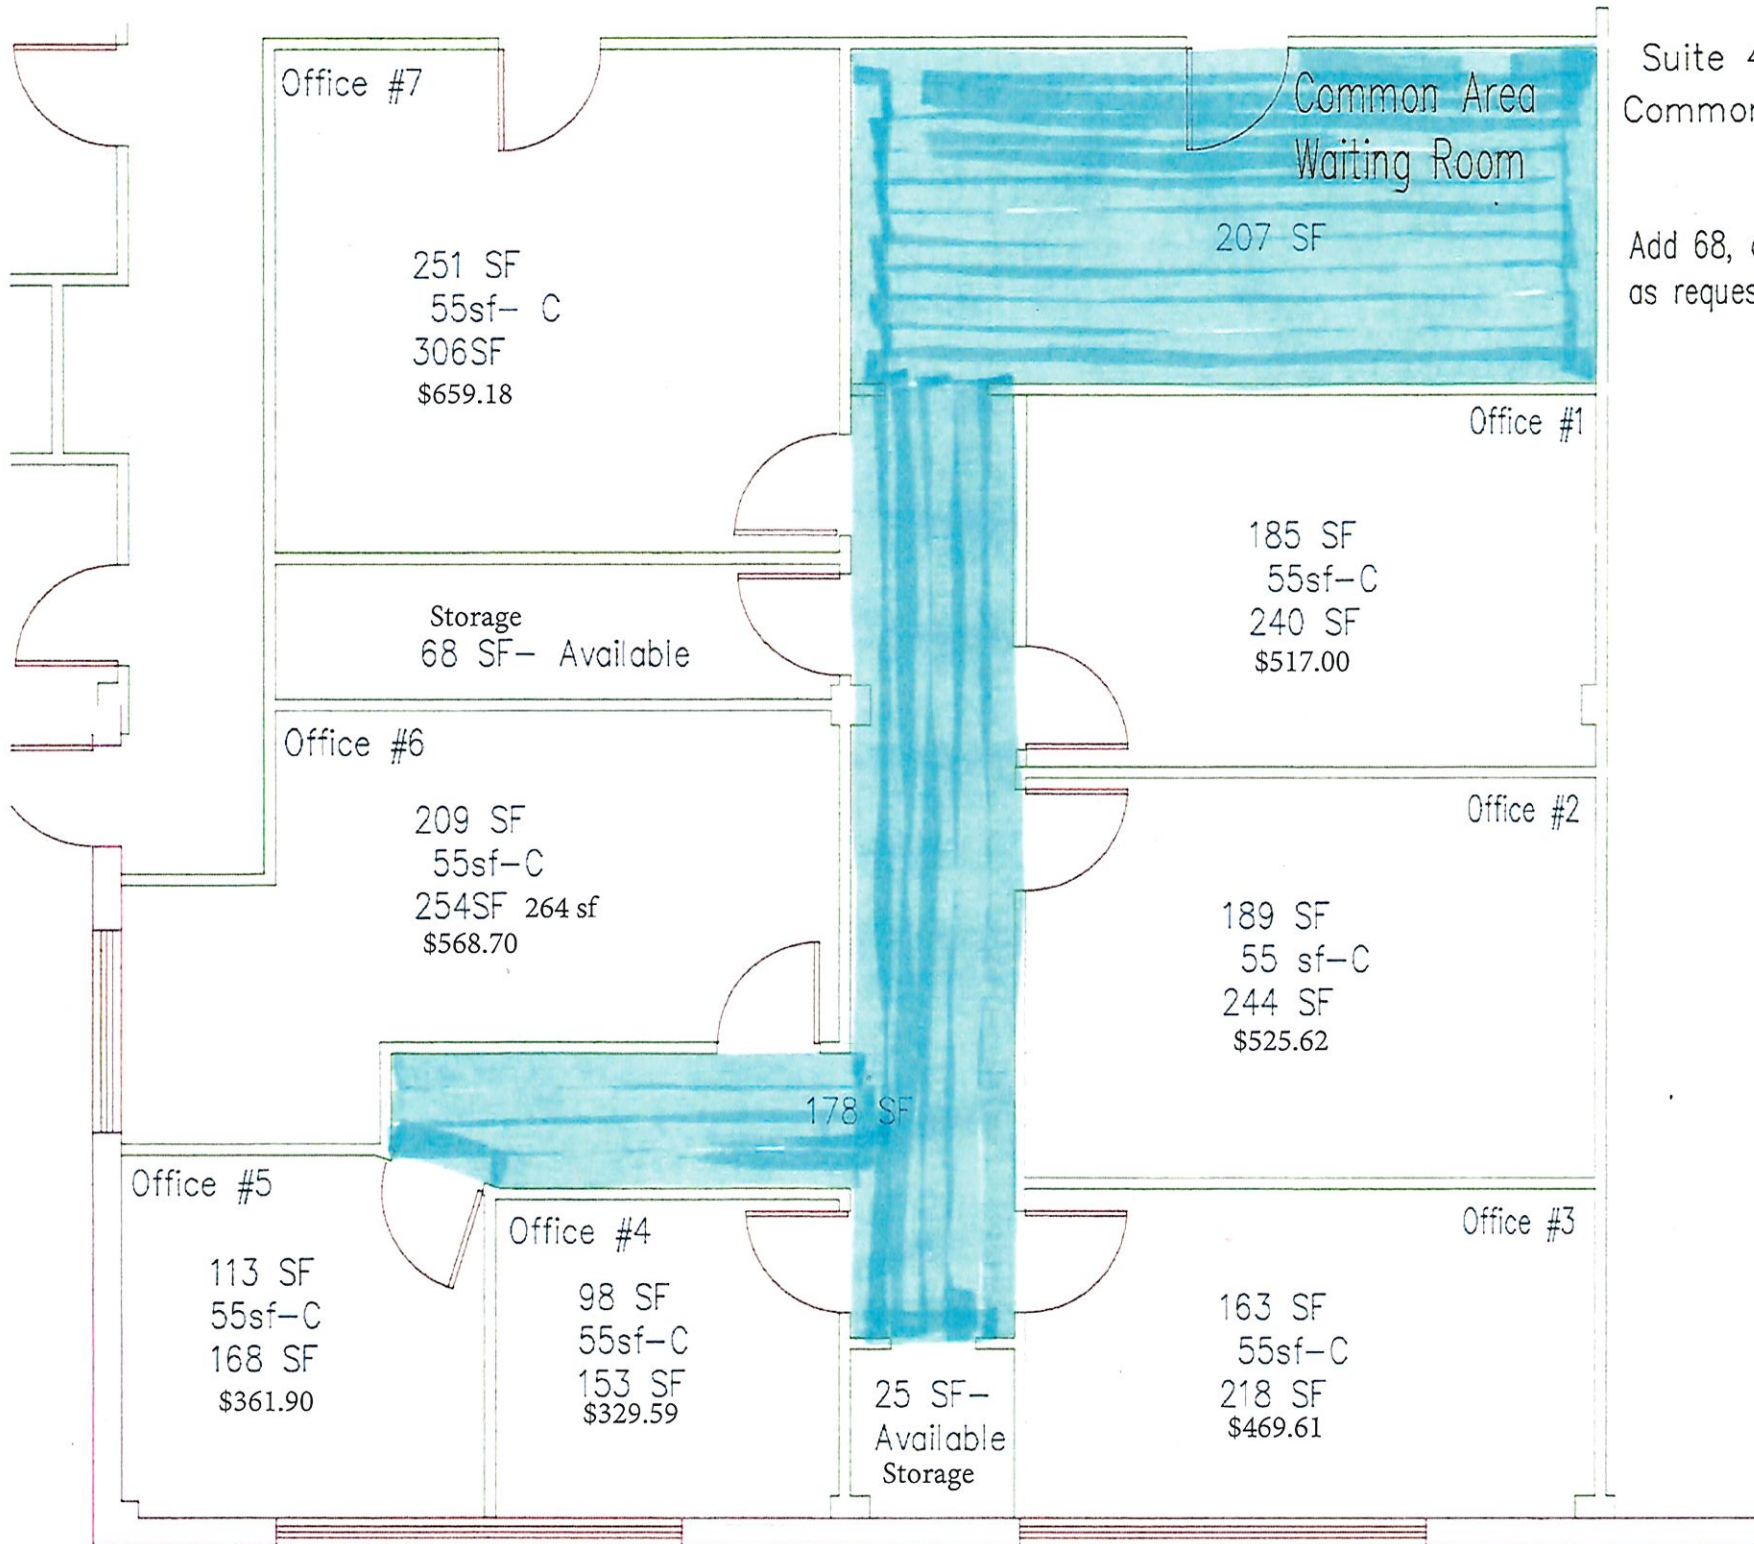 Office #7
251 SF
55sf- C
306SF
$659.18
Common Area
Waiting Room
207 SF
Suite 4
Common
Add 68,
as reques
Office #1
185 SF
55sf-C
240 SF
$517.00
Storage
68 SF- Available
Office #6
209 SF
55sf-C
254SF 264 sf
$568.70
Office #2
189 SF
55 sf-C
244 SF
$525.62
178 SF
Office #5
113 SF
55sf-C
168 SF
$361.90
Office #4
98 SF
55sf-C
153 SF
$329.59
25 SF-
Available
Storage
Office #3
163 SF
55sf-C
218 SF
$469.61